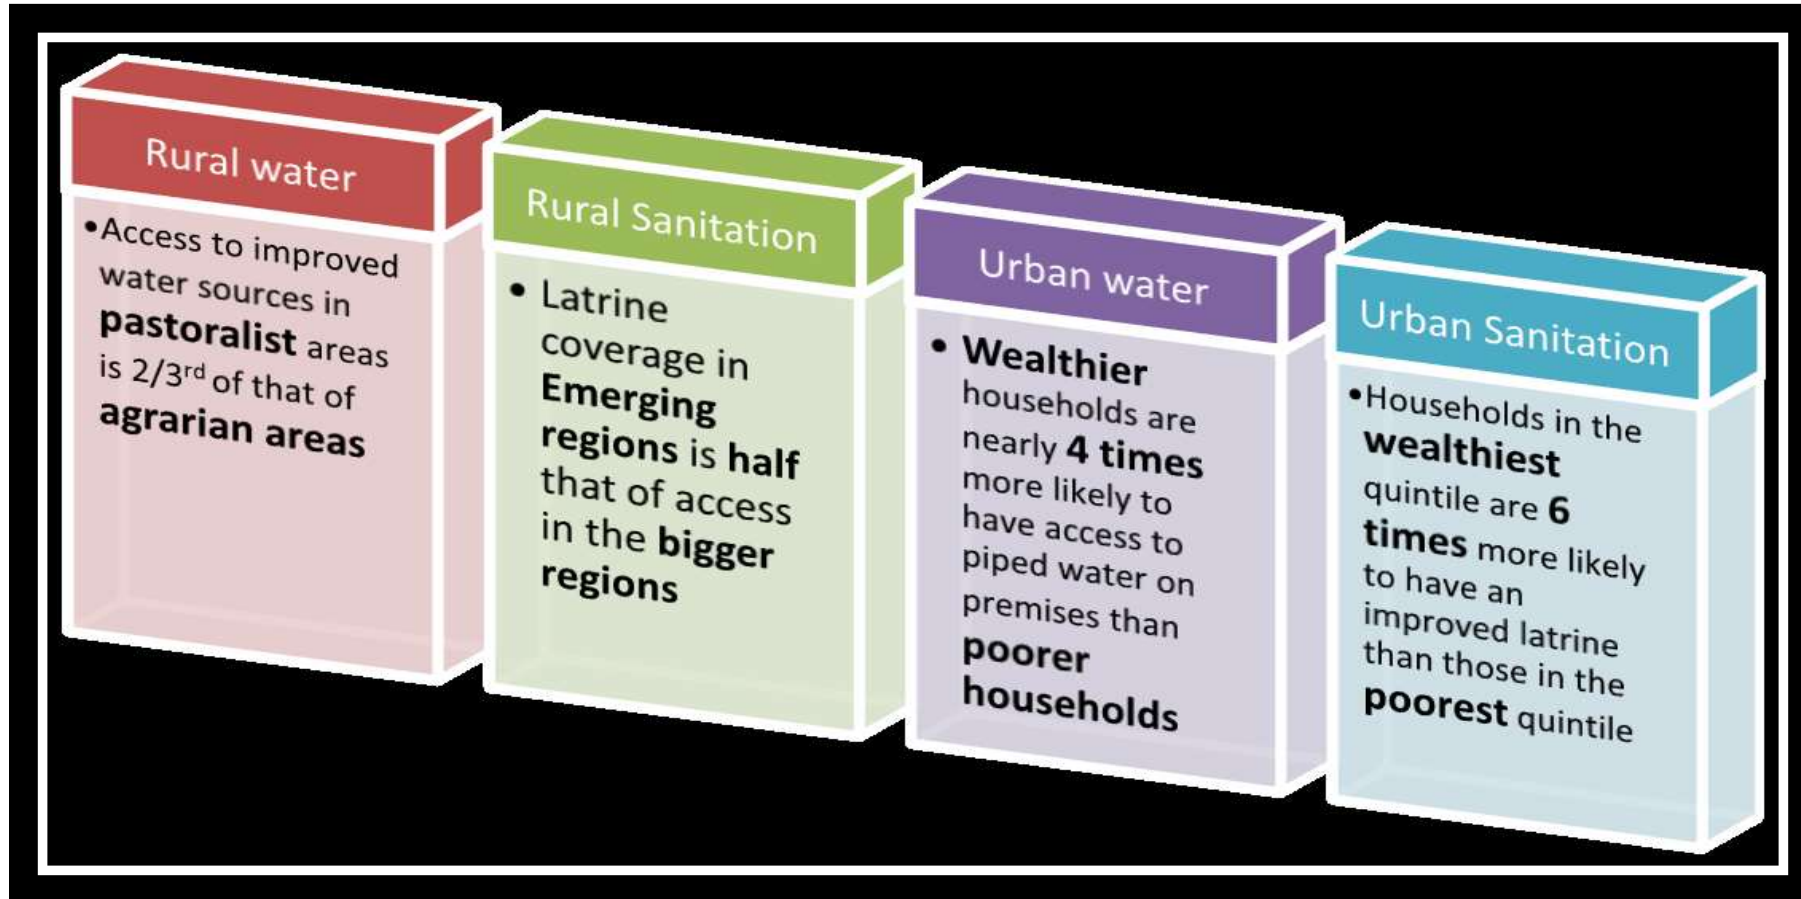 Rural water
•Access to improved
water sources in
pastoralist areas
is 2/3rd of that of
agrarian areas
Rural Sanitation
• Latrine
coverage in
Emerging
regions is half
that of access
in the bigger
regions
Urban water
• Wealthier
households are
nearly 4 times
more likely to
have access to
piped water on
premises than
poorer
households
Urban Sanitation
•Households in the
wealthiest
quintile are 6
times more likely
to have an
improved latrine
than those in the
poorest quintile